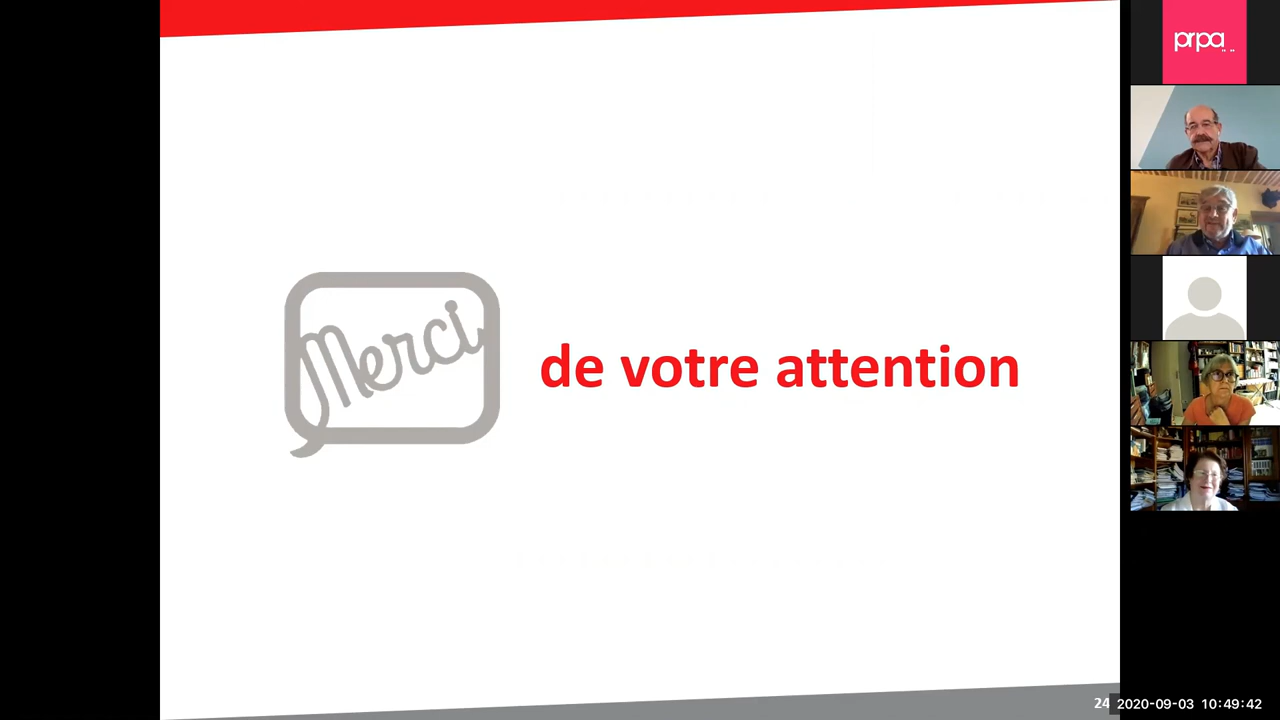 prpa
Merci
de votre attention
24
2020-09-03 10:49:42